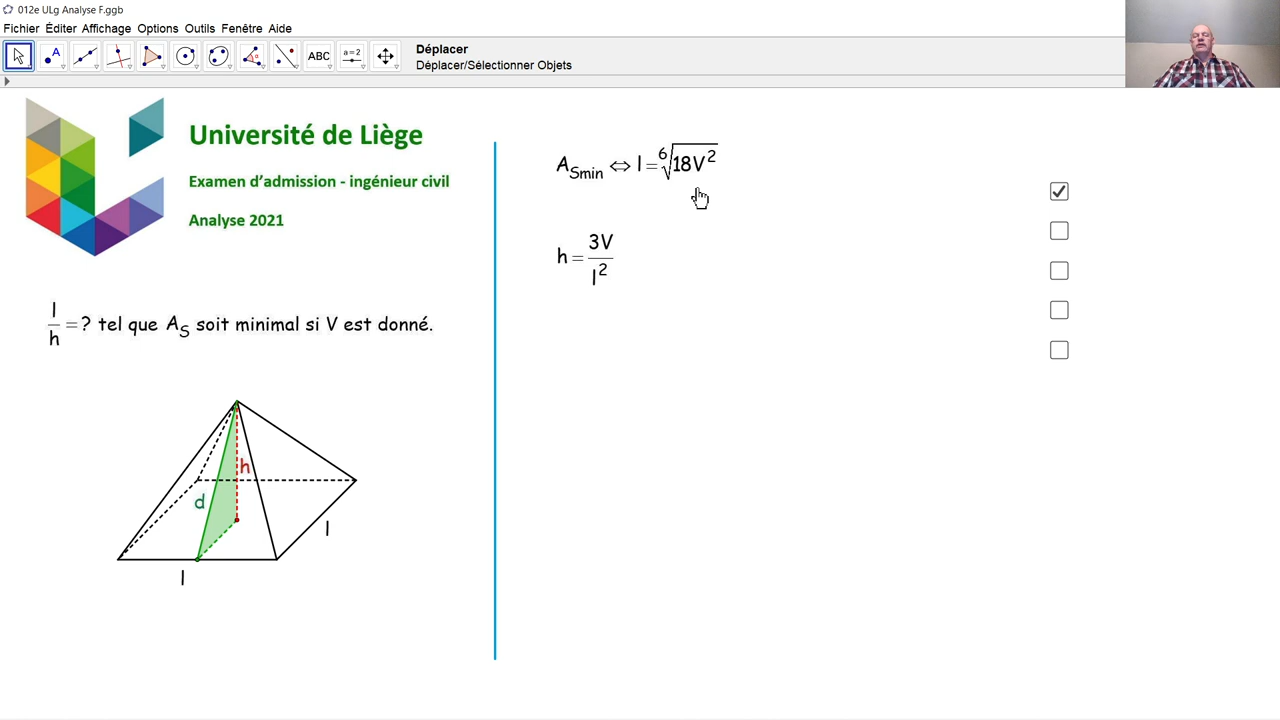 012e ULg Analyse F.ggb
Fichier Éditer Affichage Options Outils Fenêtre Aide
A
ABC
a=2
Déplacer
Déplacer/Sélectionner Objets
Université de Liège
Examen d'admission - ingénieur civil
Analyse 2021
l/h = ? tel que A_S soit minimal si V est donné.
h
d
l
l
A_Smin ⇔ l = ⁶√18V²
h = 3V/l²